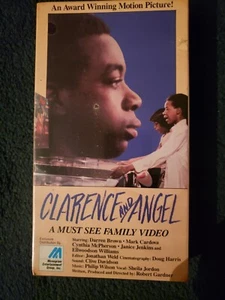 An Award Winning Motion Picture!
CLARENCE AND ANGEL
A MUST SEE FAMILY VIDEO
Starring: Darren Brown • Mark Cardova
Cynthia McPherson • Janice Jenkins and
Ellwoodson Williams
Editor: Jonathan Weld Cinematography: Doug Harris
Sound: Clive Davidson
Music: Philip Wilson Vocal: Sheila Jordan
Written, Produced and Directed by: Robert Gardner